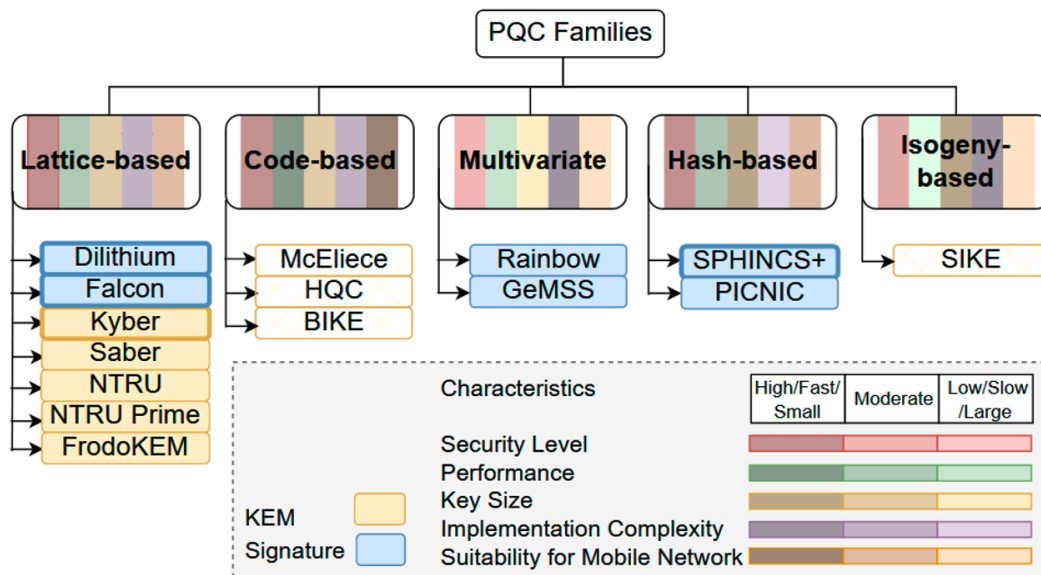 PQC Families
Lattice-based
Code-based
Multivariate
Hash-based
Isogeny-
based
Dilithium
Falcon
Kyber
Saber
NTRU
NTRU Prime
FrodoKEM
McEliece
HQC
BIKE
Rainbow
GeMSS
SPHINCS+
PICNIC
SIKE
Characteristics
High/Fast/
Small
Moderate
Low/Slow
/Large
Security Level
Performance
Key Size
Implementation Complexity
Suitability for Mobile Network
KEM
Signature